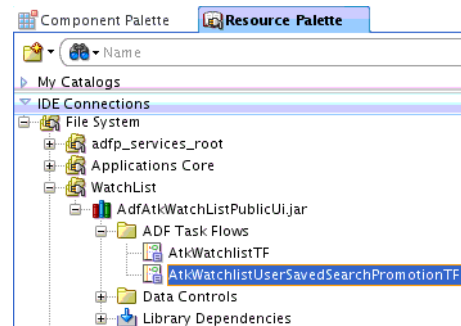 Component Palette Resource Palette
Name
My Catalogs
IDE Connections
File System
adfp_services_root
Applications Core
WatchList
AdfAtkWatchListPublicUi.jar
ADF Task Flows
AtkWatchlistTF
AtkWatchlistUserSavedSearchPromotionTF
Data Controls
Library Dependencies